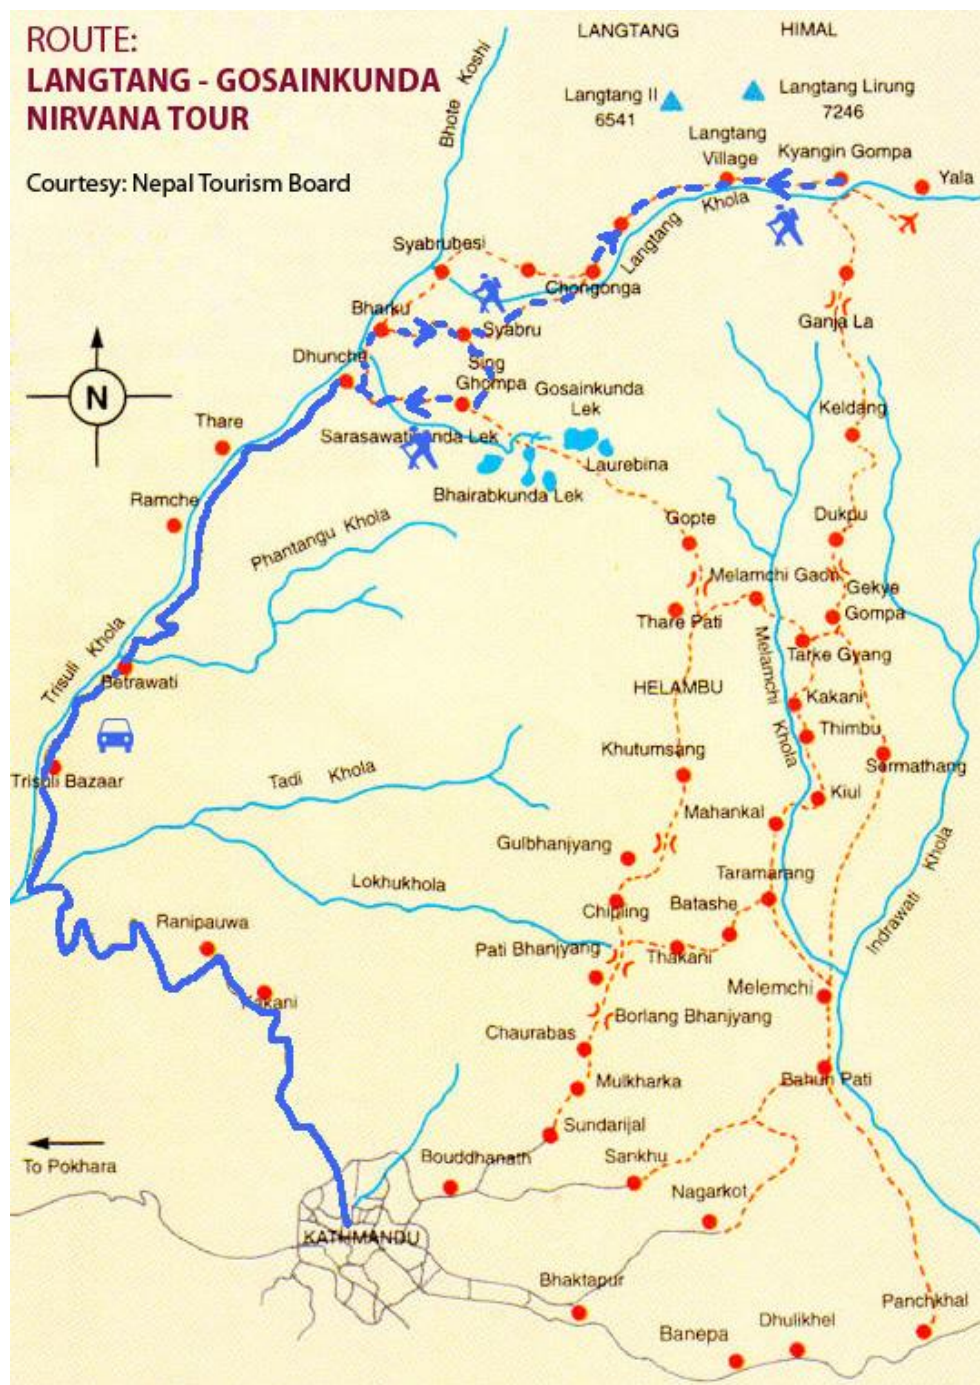 ROUTE:
LANGTANG - GOSAINKUNDA
NIRVANA TOUR
Courtesy: Nepal Tourism Board
Bhote Koshi
LANGTANG HIMAL
Langtang II
6541
Langtang Lirung
7246
Langtang
Village
Kyangin Gompa
Yala
Langtang Khola
Syabrubesi
Chongonga
Bharku
Syabru
Ganja La
Dhunche
Sing
Ghompa
Gosainkunda
Lek
N
Thare
Keldang
Sarasawatikunda Lek
Laurebina
Bhairabkunda Lek
Ramche
Phantangu Khola
Gopte
Dukpu
Melamchi Gaon
Gekye
Gompa
Thare Pati
Trisuli Khola
Tarke Gyang
Betrawati
HELAMBU
Melamchi Khola
Kakani
Thimbu
Trisuli Bazaar
Tadi Khola
Khutumsang
Sermathang
Kiul
Mahankal
Gulbhanjyang
Indrawati Khola
Taramarang
Lokhukhola
Chipling
Batashe
Ranipauwa
Pati Bhanjyang
Thakani
Melemchi
Kakani
Borlang Bhanjyang
Chaurabas
Mulkharka
Bahun Pati
Sundarijal
To Pokhara
Bouddhanath
Sankhu
Nagarkot
KATHMANDU
Bhaktapur
Panchkhal
Banepa
Dhulikhel